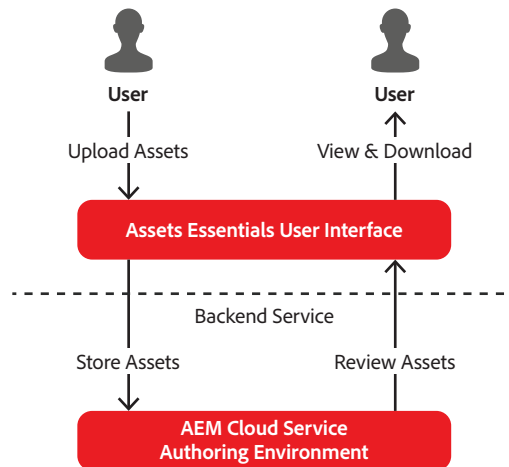 User
User
Upload Assets
View & Download
Assets Essentials User Interface
Backend Service
Store Assets
Review Assets
AEM Cloud Service
Authoring Environment